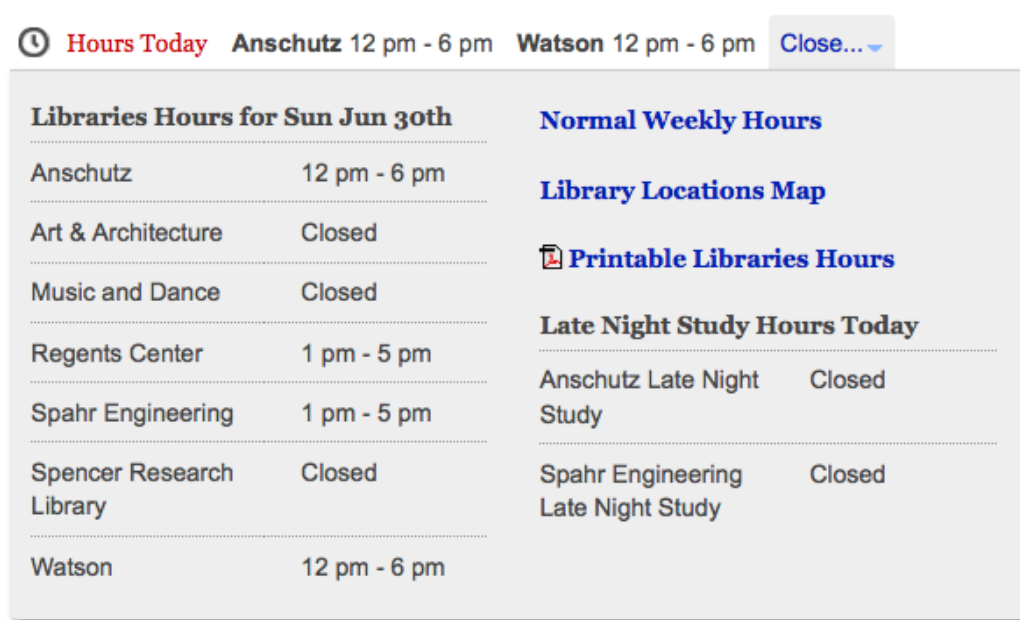 Hours Today Anschutz 12 pm - 6 pm Watson 12 pm - 6 pm Close...
Libraries Hours for Sun Jun 30th
Anschutz 12 pm - 6 pm
Art & Architecture Closed
Music and Dance Closed
Regents Center 1 pm - 5 pm
Spahr Engineering 1 pm - 5 pm
Spencer Research Closed
Library
Watson 12 pm - 6 pm
Normal Weekly Hours
Library Locations Map
Printable Libraries Hours
Late Night Study Hours Today
Anschutz Late Night Closed
Study
Spahr Engineering Closed
Late Night Study